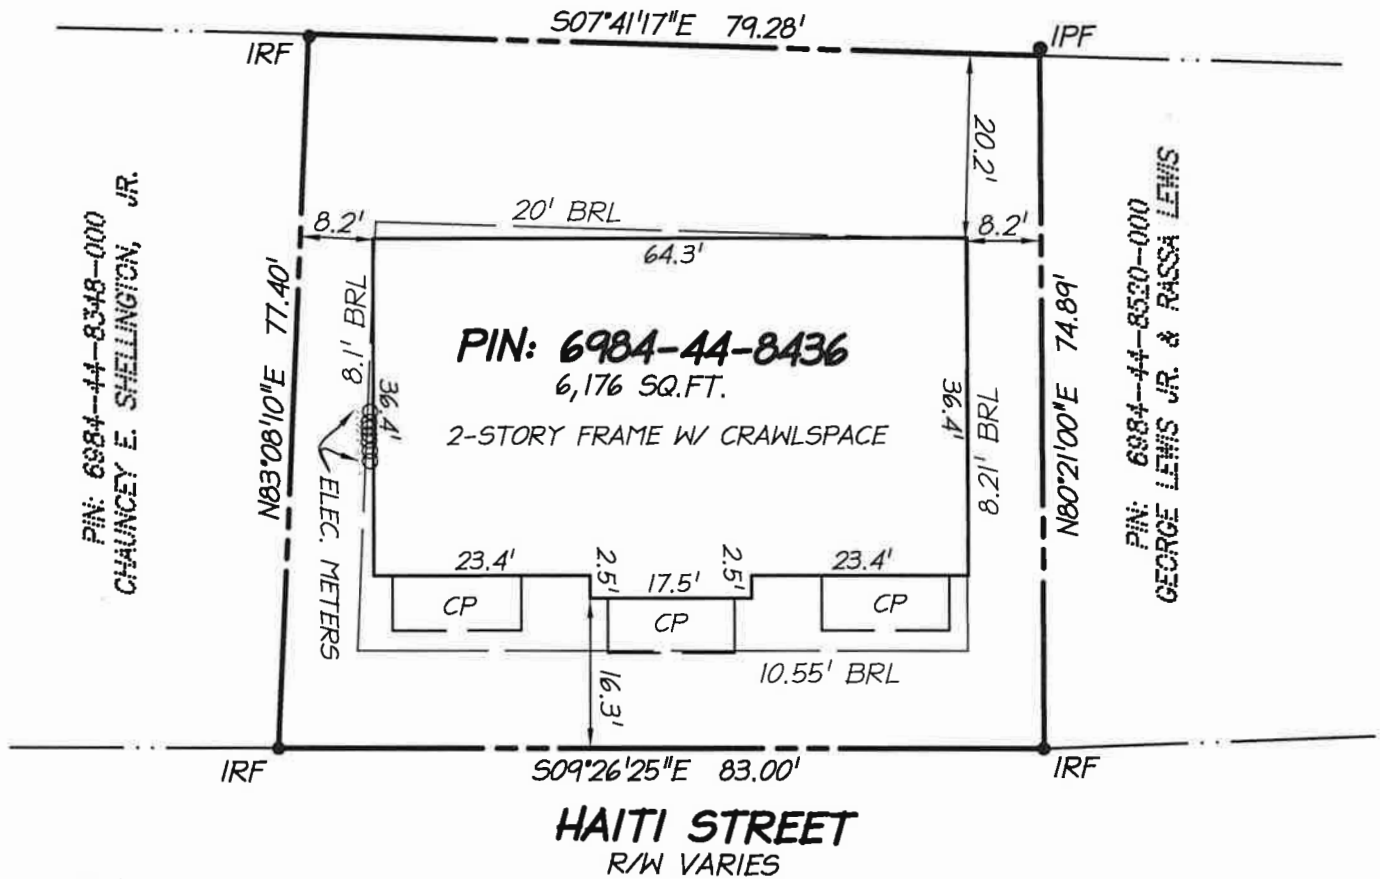 S07°41'17"E 79.28'
IRF
IPF
20.2'
8.2'
20' BRL
8.2'
64.3'
PIN: 6984-44-8348-000
CHAUNCEY E. SHELLINGTON, JR.
N83°08'10"E 77.40'
8.1' BRL
36.4'
PIN: 6984-44-8436
6,176 SQ.FT.
2-STORY FRAME W/ CRAWLSPACE
36.4'
8.21' BRL
N80°21'00"E 74.89'
PIN: 6984-44-8520-000
GEORGE LEWIS JR. & RASSA LEWIS
ELEC. METERS
23.4'
2.5'
17.5'
2.5'
23.4'
CP
CP
CP
16.3'
10.55' BRL
IRF
S09°26'25"E 83.00'
IRF
HAITI STREET
R/W VARIES